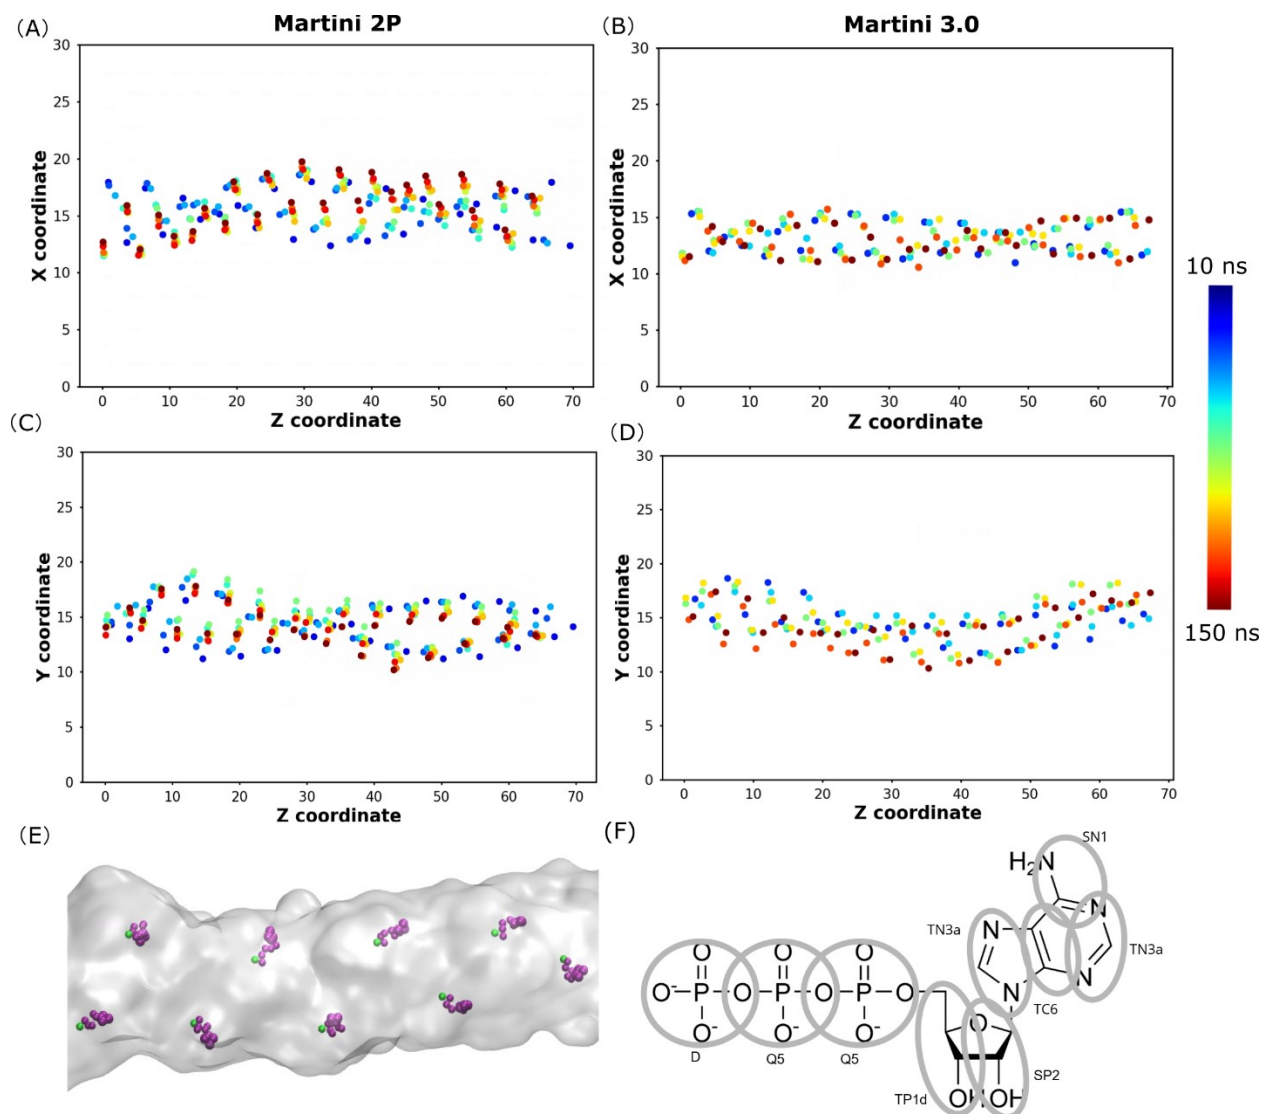 (A)
Martini 2P
(B)
Martini 3.0
30
25
20
15
10
5
0
X coordinate
0 10 20 30 40 50 60 70
Z coordinate
30
25
20
15
10
5
0
X coordinate
0 10 20 30 40 50 60 70
Z coordinate
10 ns
150 ns
(C)
30
25
20
15
10
5
0
Y coordinate
0 10 20 30 40 50 60 70
Z coordinate
(D)
30
25
20
15
10
5
0
Y coordinate
0 10 20 30 40 50 60 70
Z coordinate
(E)
(F)
SN1
H₂N
N
TN3a
N
TN3a
N
N
TC6
O O O
O⁻ P O P O P O
O⁻ O⁻ O⁻
O
D Q5 Q5
SP2
TP1d
OH OH